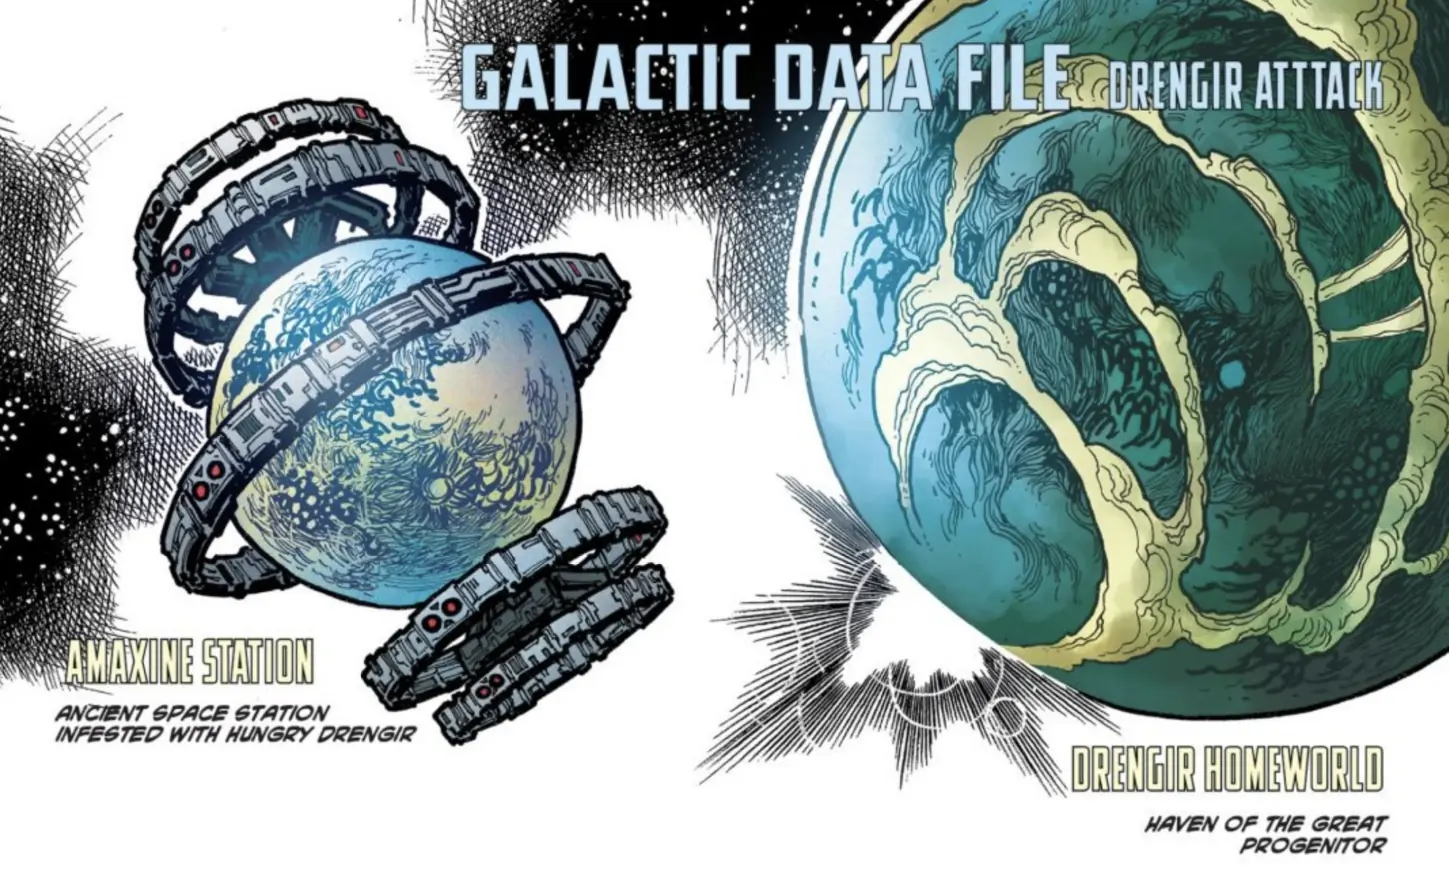 GALACTIC DATA FILE DRENGIR ATTTACK
AMAXINE STATION
ANCIENT SPACE STATION
INFESTED WITH HUNGRY DRENGIR
DRENGIR HOMEWORLD
HAVEN OF THE GREAT
PROGENITOR